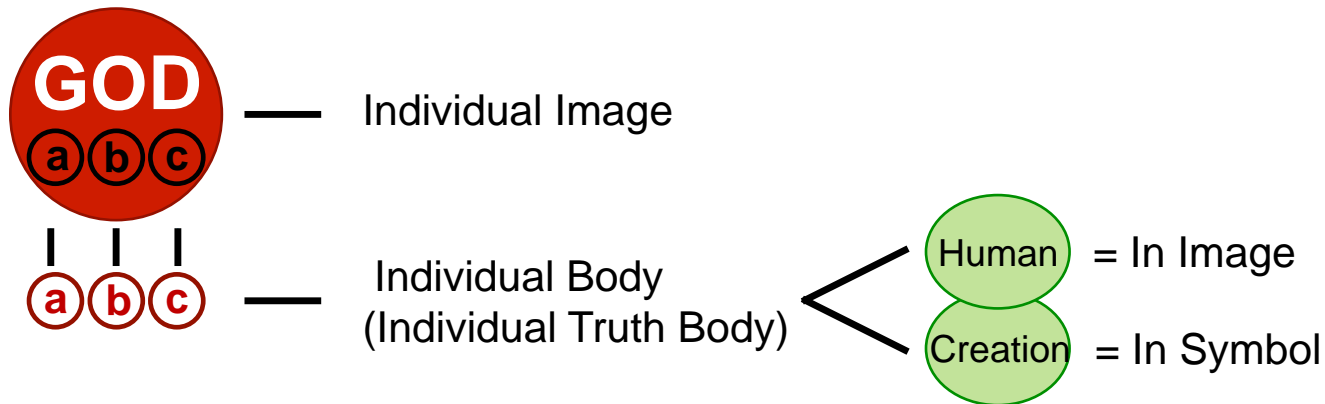 GOD
a b c
Individual Image
a b c
Individual Body
(Individual Truth Body)
Human = In Image
Creation = In Symbol